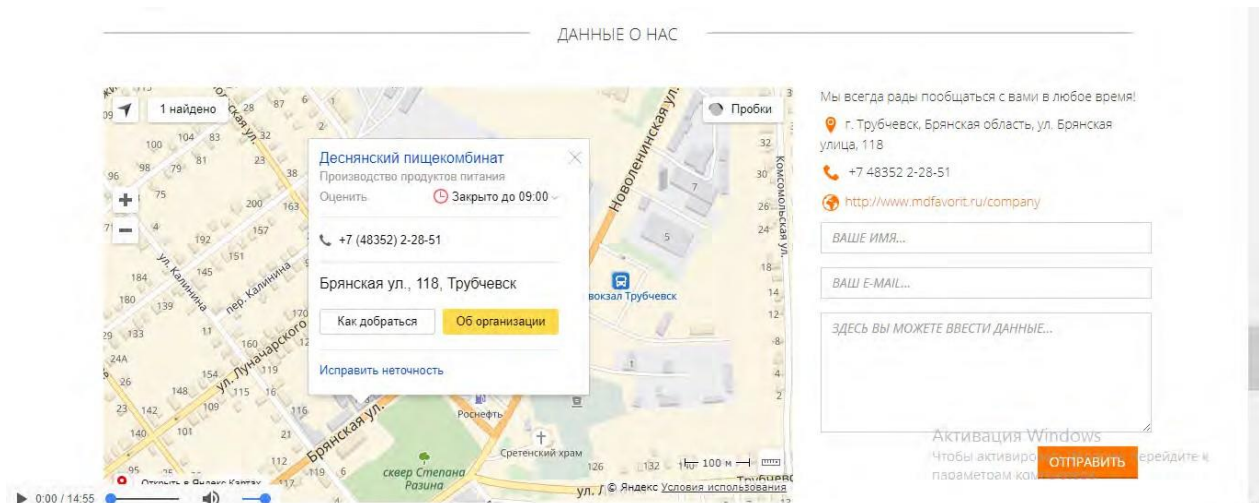 ДАННЫЕ О НАС
1 найдено
Пробки
Деснянский пищекомбинат
Производство продуктов питания
Оценить
Закрыто до 09:00
+7 (48352) 2-28-51
Брянская ул., 118, Трубчевск
Как добраться
Об организации
Исправить неточность
Новоленинская ул.
Комсомольская ул.
ул. Калинина
пер. Калинина
ул. Луначарского
Брянская ул.
вокзал Трубчевск
Роснефть
Сретенский храм
сквер Степана
Разина
100 м
Открыть в Яндекс Картах
© Яндекс Условия использования
Мы всегда рады пообщаться с вами в любое время!
г. Трубчевск, Брянская область, ул. Брянская
улица, 118
+7 48352 2-28-51
http://www.mdfavorit.ru/company
ВАШЕ ИМЯ...
ВАШ E-MAIL...
ЗДЕСЬ ВЫ МОЖЕТЕ ВВЕСТИ ДАННЫЕ...
Активация Windows
Чтобы
параметрам
ОТПРАВИТЬ
0:00 / 14:55